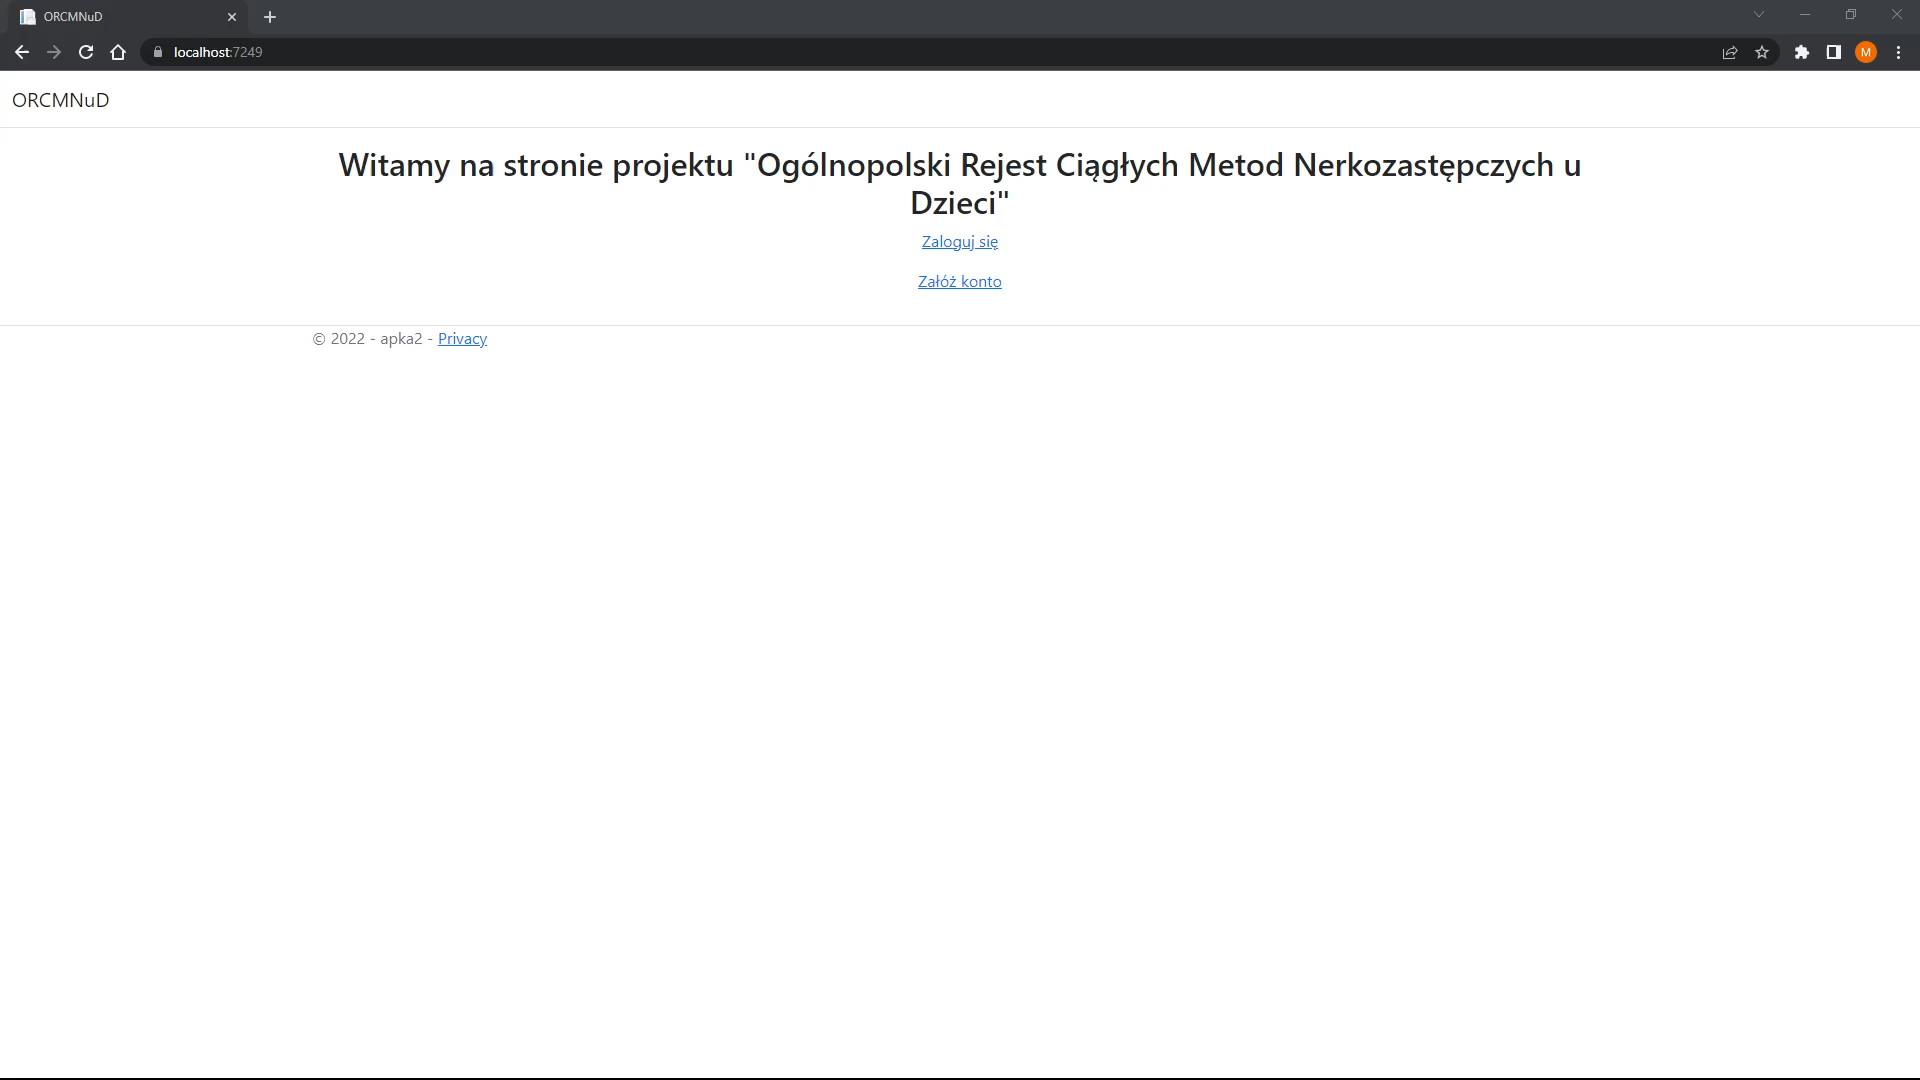 ORCMNuD
localhost:7249
M
ORCMNuD
Witamy na stronie projektu "Ogólnopolski Rejest Ciągłych Metod Nerkozastępczych u
Dzieci"
Zaloguj się
Załóż konto
© 2022 - apka2 - Privacy